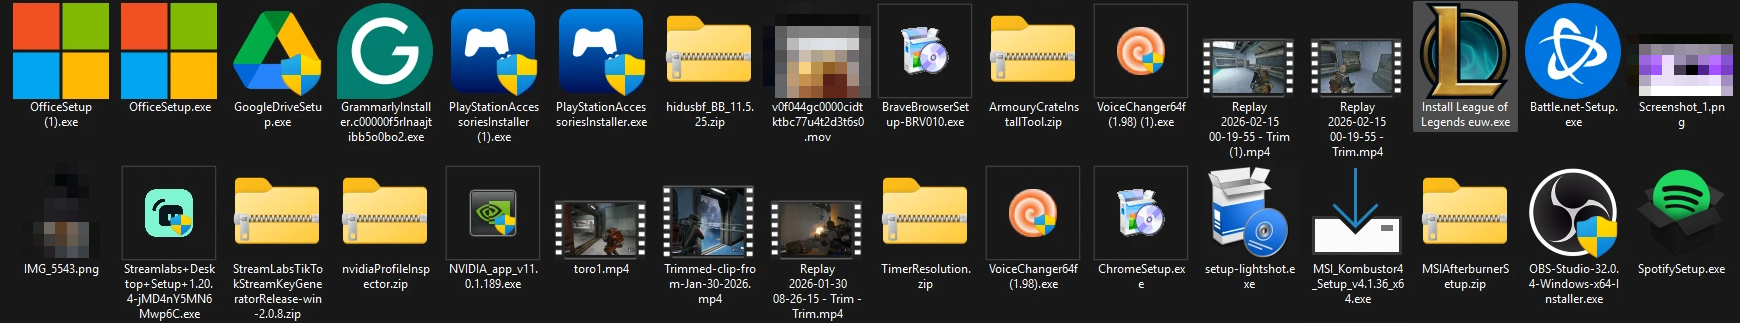 OfficeSetup
(1).exe
OfficeSetup.exe
GoogleDriveSetu
p.exe
GrammarlyInstall
er.c00000f5rlnaajt
ibb5o0bo2.exe
PlayStationAcces
soriesInstaller
(1).exe
PlayStationAcces
soriesInstaller.exe
hidusbf_BB_11.5.
25.zip
v0f044gc0000cidt
ktbc77u4t2d3t6s0
.mov
BraveBrowserSet
up-BRV010.exe
ArmouryCrateIns
tallTool.zip
VoiceChanger64f
(1.98) (1).exe
Replay
2026-02-15
00-19-55 - Trim
(1).mp4
Replay
2026-02-15
00-19-55 -
Trim.mp4
Install League of
Legends euw.exe
Battle.net-Setup.
exe
Screenshot_1.pn
g
IMG_5543.png
Streamlabs+Desk
top+Setup+1.20.
4-jMD4nY5MN6
Mwp6C.exe
StreamLabsTikTo
kStreamKeyGene
ratorRelease-win
-2.0.8.zip
nvidiaProfileInsp
ector.zip
NVIDIA_app_v11.
0.1.189.exe
toro1.mp4
Trimmed-clip-fro
m-Jan-30-2026.
mp4
Replay
2026-01-30
08-26-15 - Trim -
Trim.mp4
TimerResolution.
zip
VoiceChanger64f
(1.98).exe
ChromeSetup.ex
e
setup-lightshot.e
xe
MSI_Kombustor4
_Setup_v4.1.36_x
64.exe
MSIAfterburnerS
etup.zip
OBS-Studio-32.0.
4-Windows-x64-I
nstaller.exe
SpotifySetup.exe